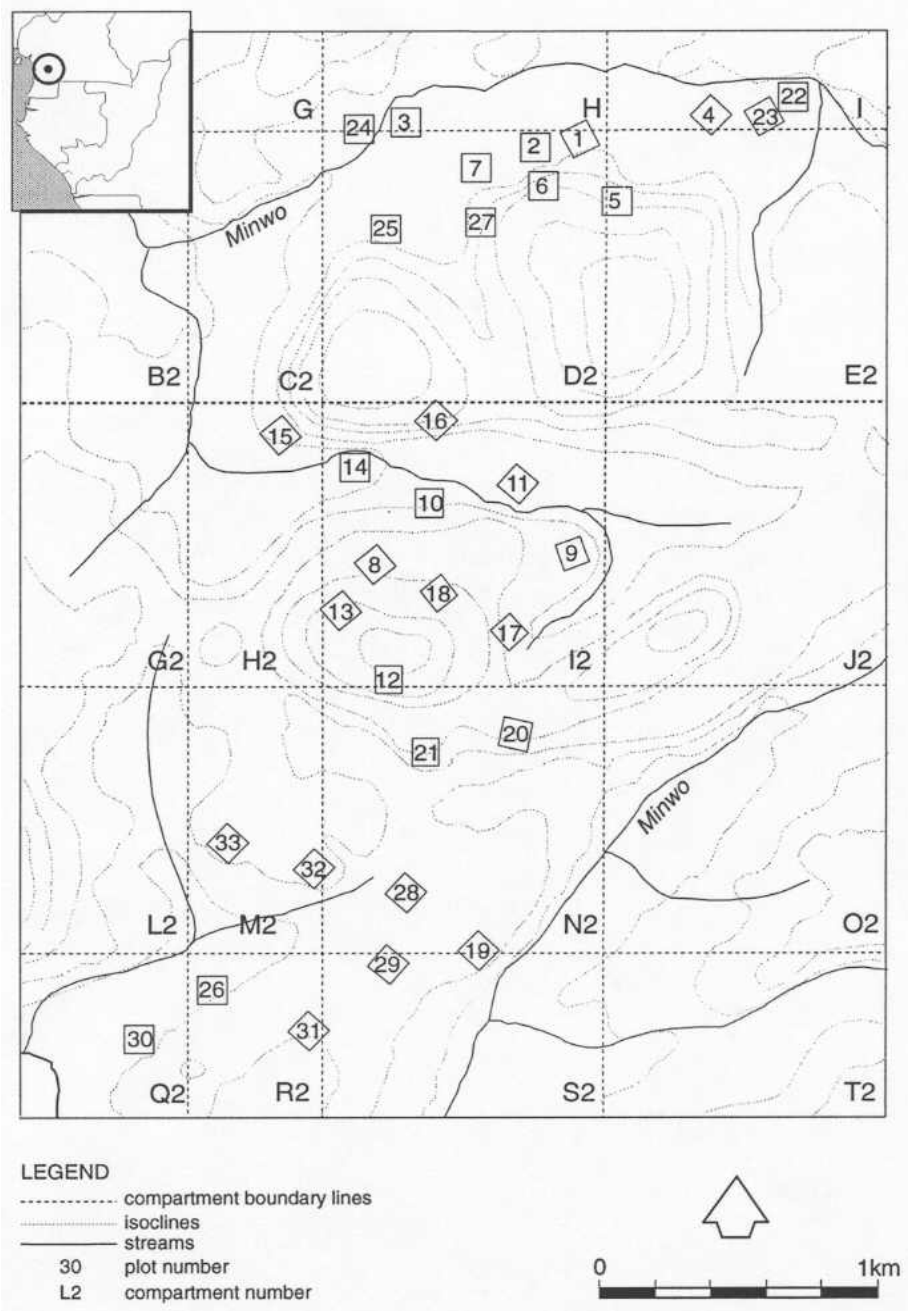 22
G
H
4
23
I
24
3
1
2
7
6
5
Minwo
25
27
B2
C2
D2
E2
16
15
14
11
10
9
8
18
13
17
G2
H2
I2
J2
12
20
21
Minwo
33
32
28
L2
M2
N2
O2
19
29
26
31
30
Q2
R2
S2
T2
LEGEND
compartment boundary lines
isoclines
streams
30 plot number
L2 compartment number
0 1km